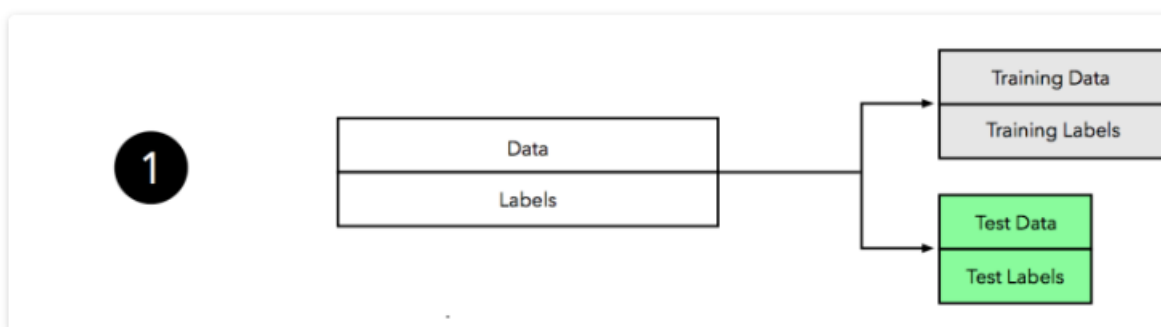 1
Data
Labels
Training Data
Training Labels
Test Data
Test Labels